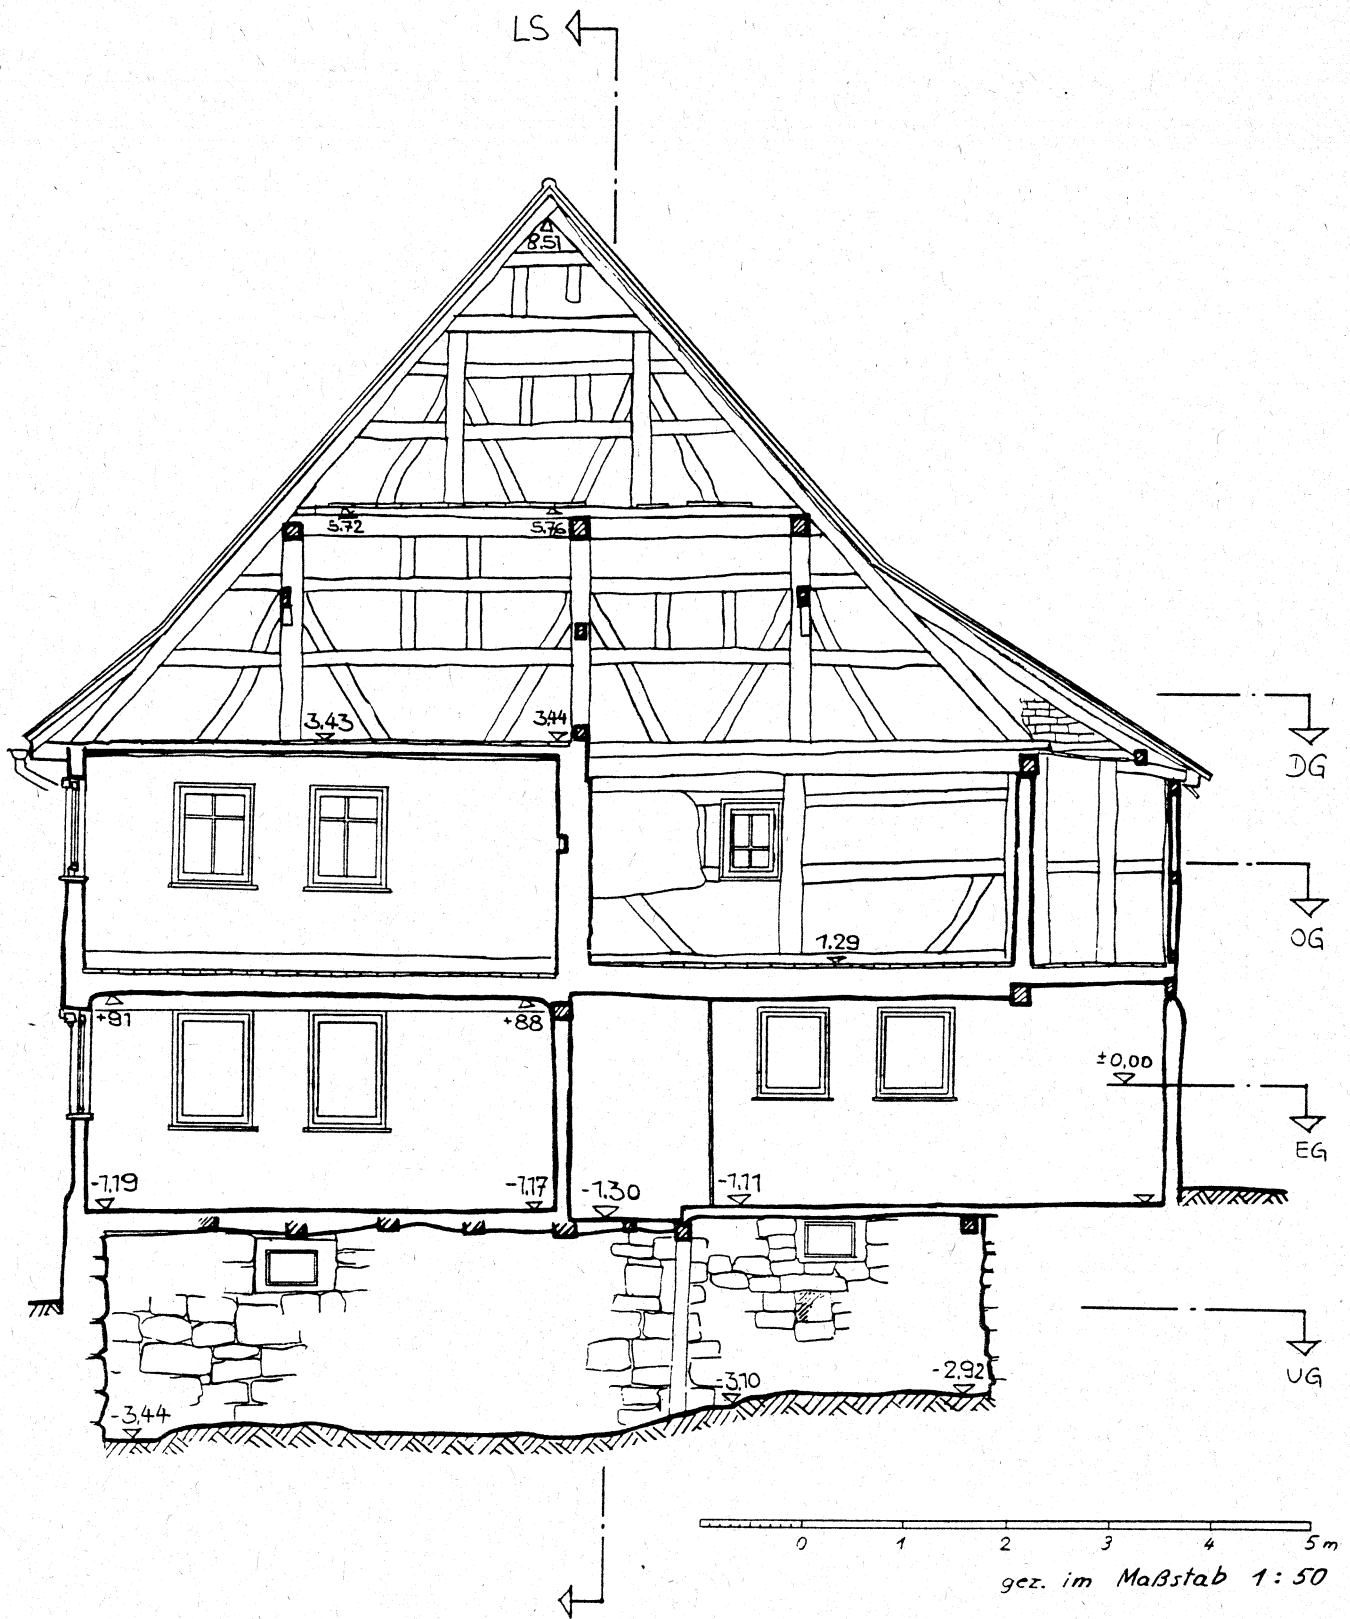 LS
8.51
5.72 5.76
3.43 3.44
DG
OG
1.29
+91 +88
±0,00
EG
-1.19 -1.17 -1.30 -1.11
UG
-3.10 -2.92
-3.44
0 1 2 3 4 5 m
gez. im Maßstab 1:50